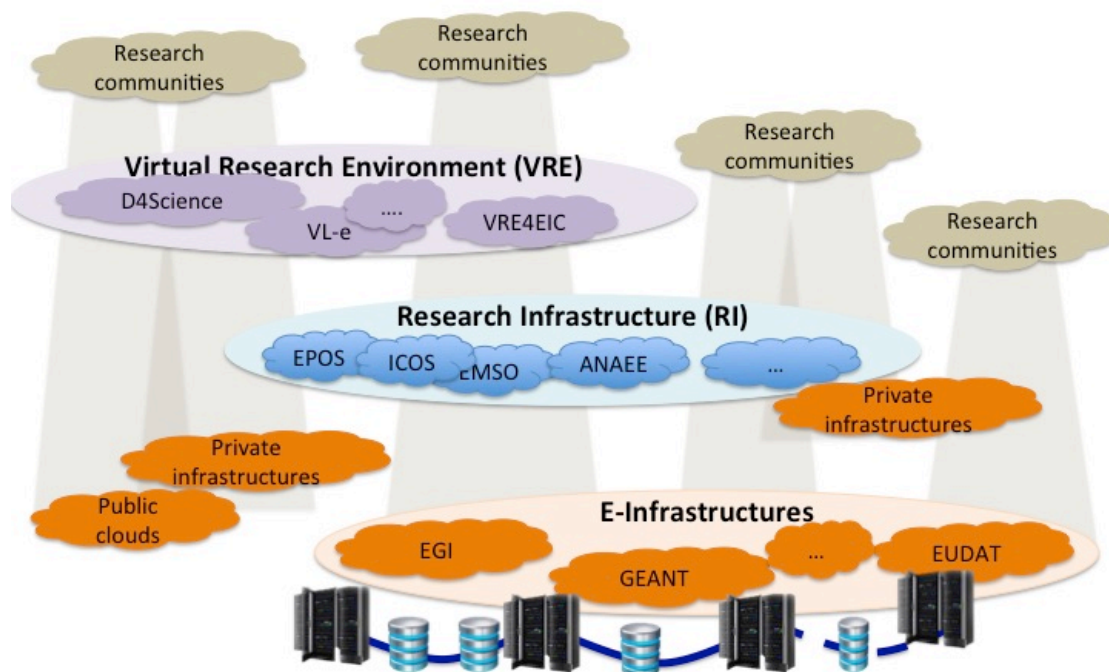 Research
communities
Research
communities
Research
communities
Virtual Research Environment (VRE)
D4Science
VL-e
....
VRE4EIC
Research
communities
Research Infrastructure (RI)
EPOS
ICOS
EMSO
ANAEE
...
Private
infrastructures
Private
infrastructures
Public
clouds
E-Infrastructures
EGI
GEANT
...
EUDAT